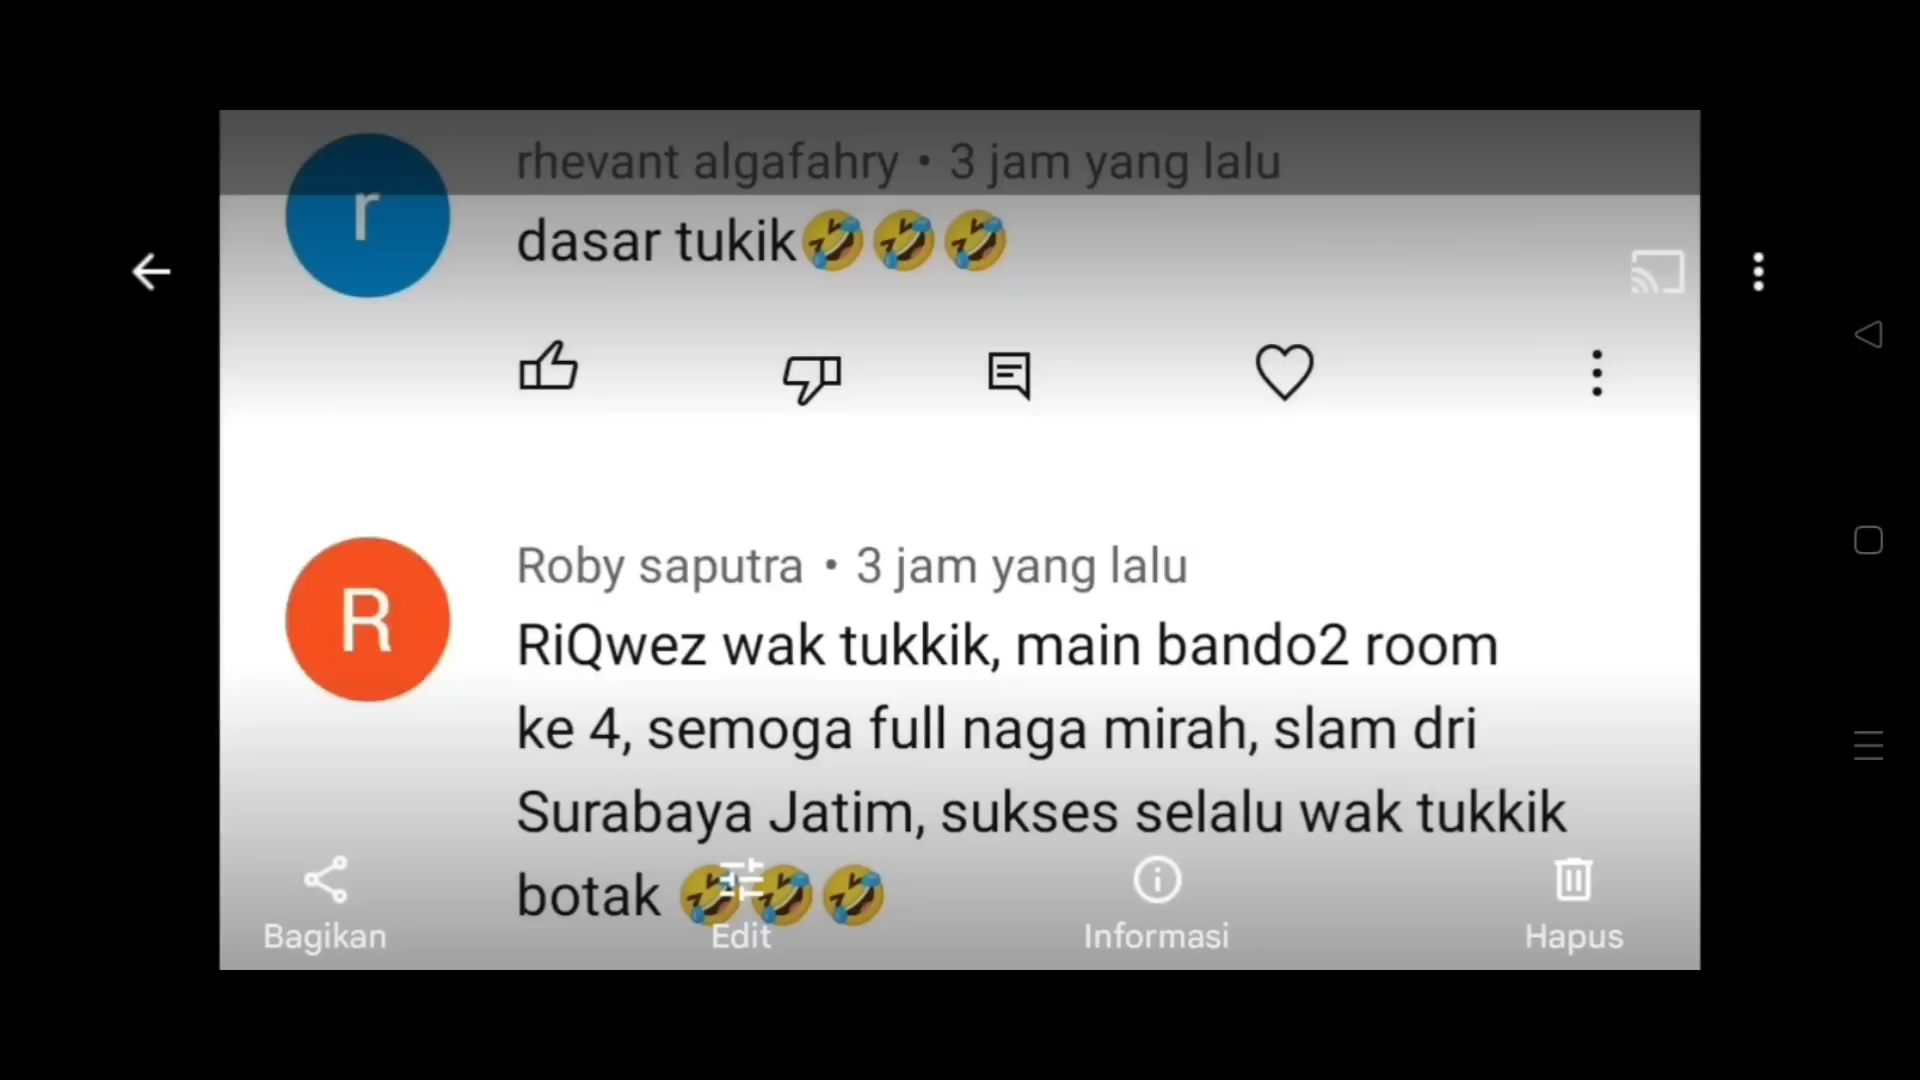 rhevant algafahry • 3 jam yang lalu
r
dasar tukik🤣🤣🤣
Roby saputra • 3 jam yang lalu
R
RiQwez wak tukkik, main bando2 room
ke 4, semoga full naga mirah, slam dri
Surabaya Jatim, sukses selalu wak tukkik
botak 🤣🤣🤣
Bagikan
Edit
Informasi
Hapus